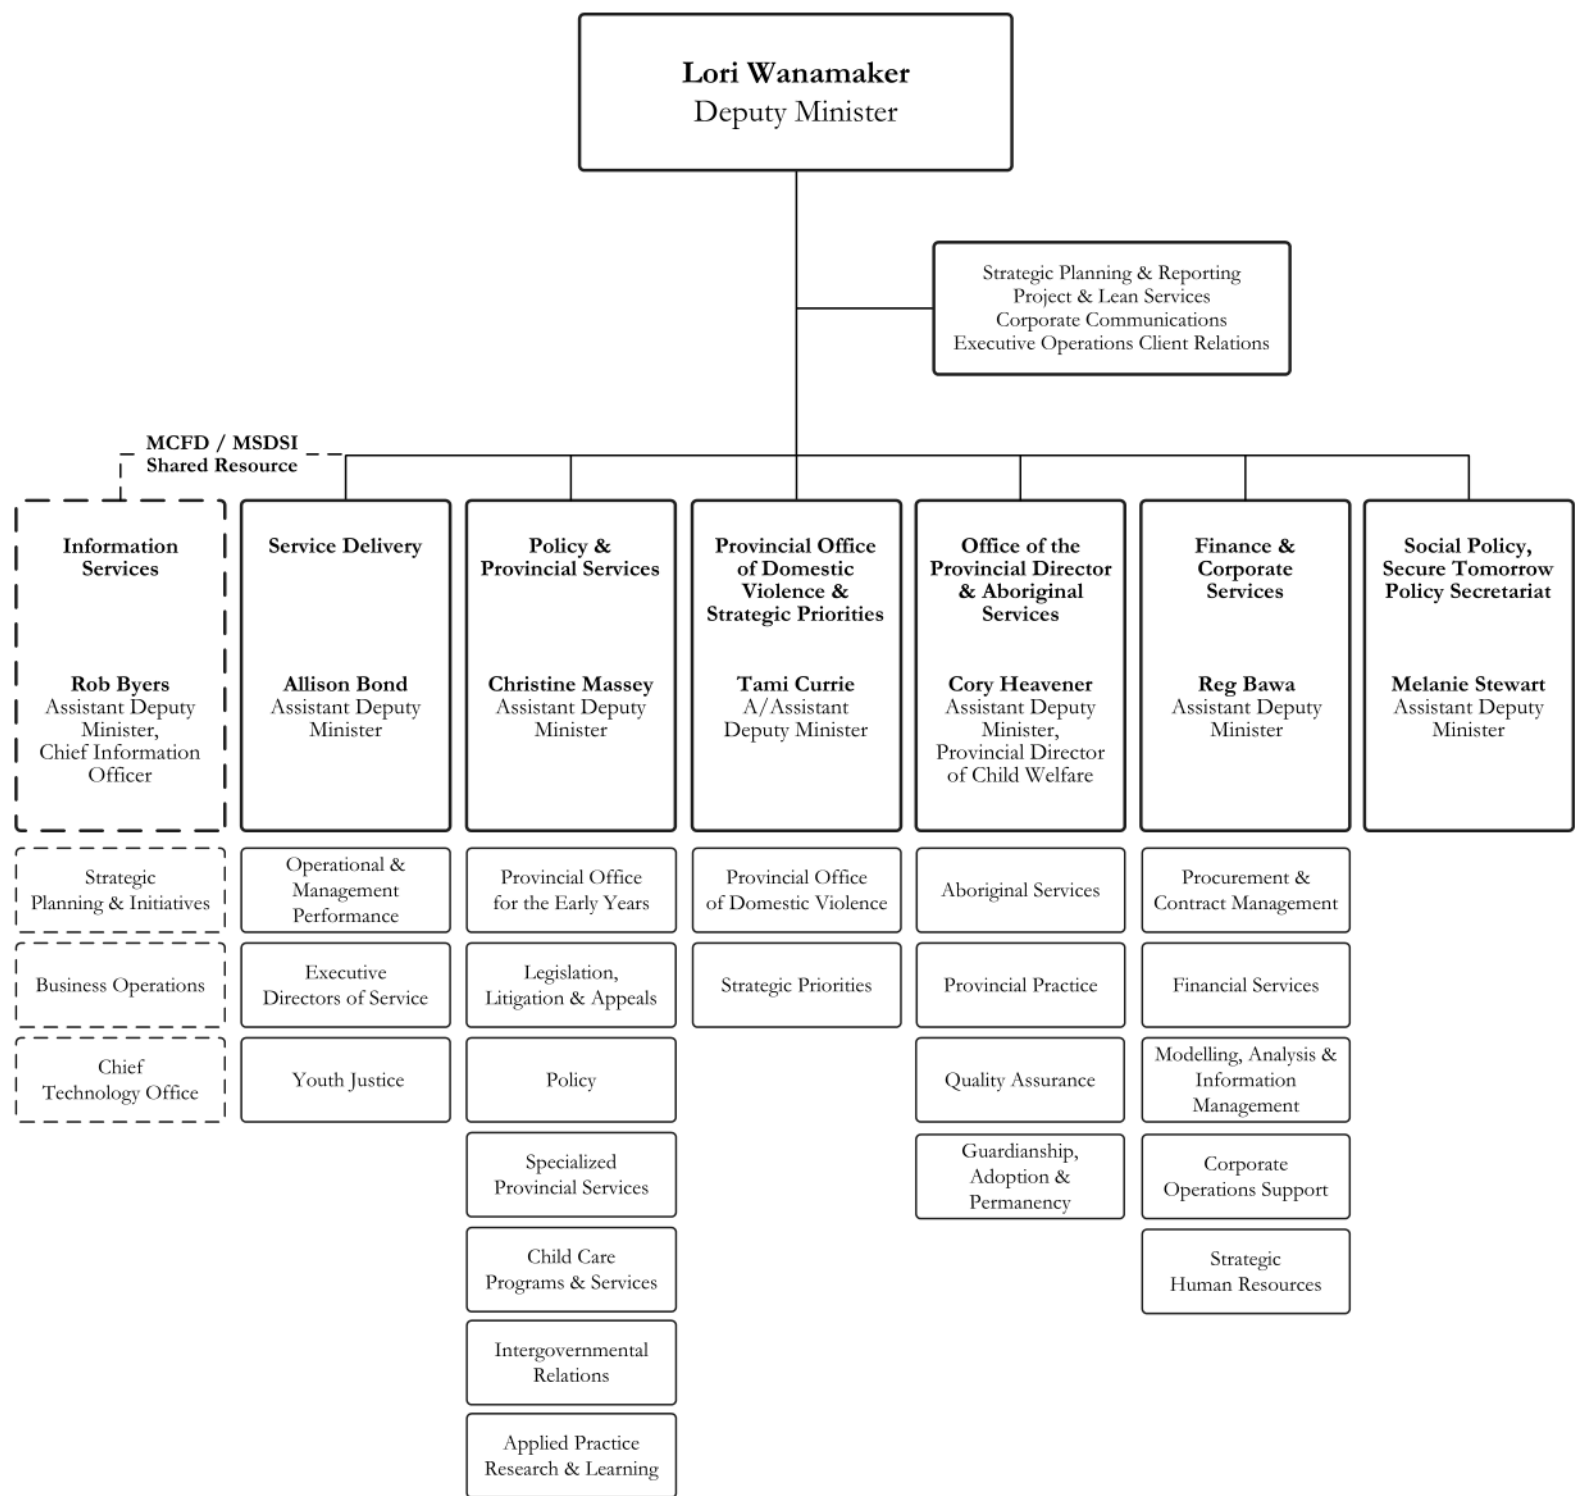 Lori Wanamaker
Deputy Minister
Strategic Planning & Reporting
Project & Lean Services
Corporate Communications
Executive Operations Client Relations
MCFD / MSDSI
Shared Resource
Information
Services
Rob Byers
Assistant Deputy
Minister,
Chief Information
Officer
Strategic
Planning & Initiatives
Business Operations
Chief
Technology Office
Service Delivery
Allison Bond
Assistant Deputy
Minister
Operational &
Management
Performance
Executive
Directors of Service
Youth Justice
Policy &
Provincial Services
Christine Massey
Assistant Deputy
Minister
Provincial Office
for the Early Years
Legislation,
Litigation & Appeals
Policy
Specialized
Provincial Services
Child Care
Programs & Services
Intergovernmental
Relations
Applied Practice
Research & Learning
Provincial Office
of Domestic
Violence &
Strategic Priorities
Tami Currie
A/Assistant
Deputy Minister
Provincial Office
of Domestic Violence
Strategic Priorities
Office of the
Provincial Director
& Aboriginal
Services
Cory Heavener
Assistant Deputy
Minister,
Provincial Director
of Child Welfare
Aboriginal Services
Provincial Practice
Quality Assurance
Guardianship,
Adoption &
Permanency
Finance &
Corporate
Services
Reg Bawa
Assistant Deputy
Minister
Procurement &
Contract Management
Financial Services
Modelling, Analysis &
Information
Management
Corporate
Operations Support
Strategic
Human Resources
Social Policy,
Secure Tomorrow
Policy Secretariat
Melanie Stewart
Assistant Deputy
Minister